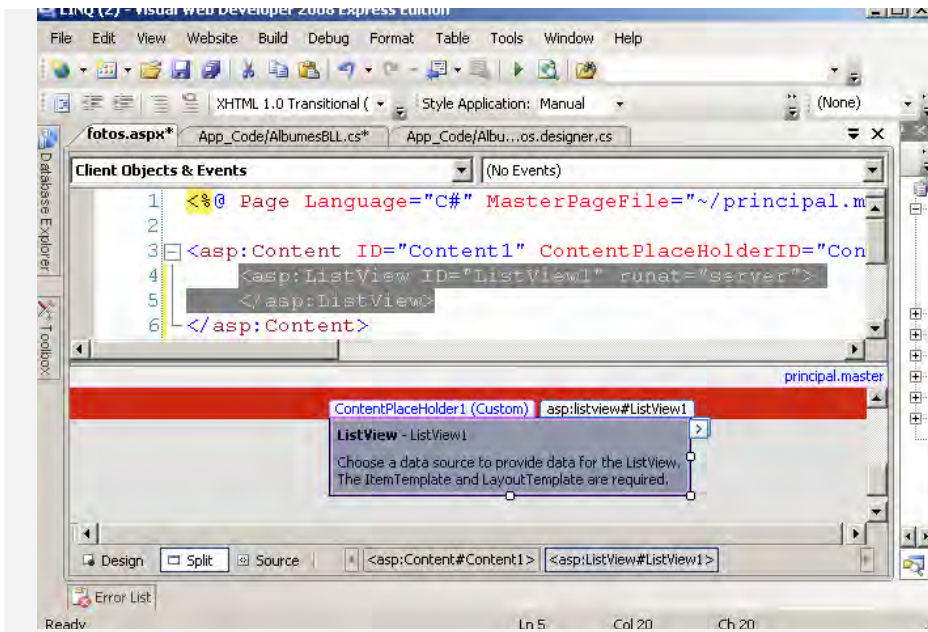 LINQ (2) - Visual Web Developer 2008 Express Edition
File Edit View Website Build Debug Format Table Tools Window Help
XHTML 1.0 Transitional ( Style Application: Manual (None)
fotos.aspx* App_Code/AlbumesBLL.cs* App_Code/Albu...os.designer.cs
Client Objects & Events (No Events)
1 <%@ Page Language="C#" MasterPageFile="~/principal.m
2
3 <asp:Content ID="Content1" ContentPlaceHolderID="Con
4 <asp:ListView ID="ListView1" runat="server">
5 </asp:ListView>
6 </asp:Content>
Database Explorer
Toolbox
principal.master
ContentPlaceHolder1 (Custom) asp:listview#ListView1
ListView - ListView1
Choose a data source to provide data for the ListView.
The ItemTemplate and LayoutTemplate are required.
Design Split Source <asp:Content#Content1> <asp:ListView#ListView1>
Error List
Ready Ln 5 Col 20 Ch 20